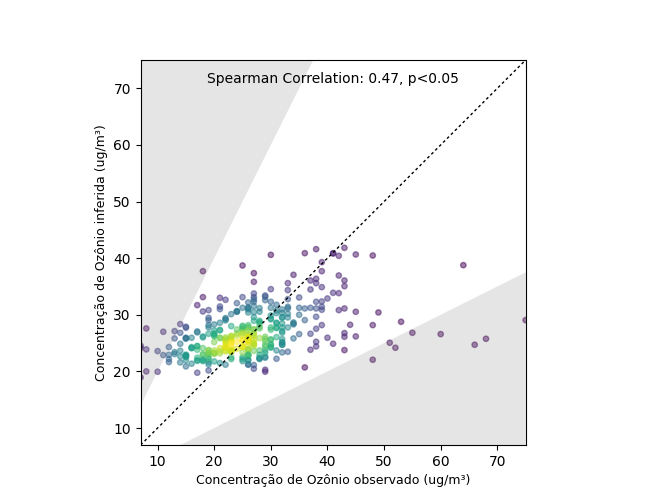 Spearman Correlation: 0.47, p<0.05
Concentração de Ozônio inferida (ug/m³)
70
60
50
40
30
20
10
10 20 30 40 50 60 70
Concentração de Ozônio observado (ug/m³)